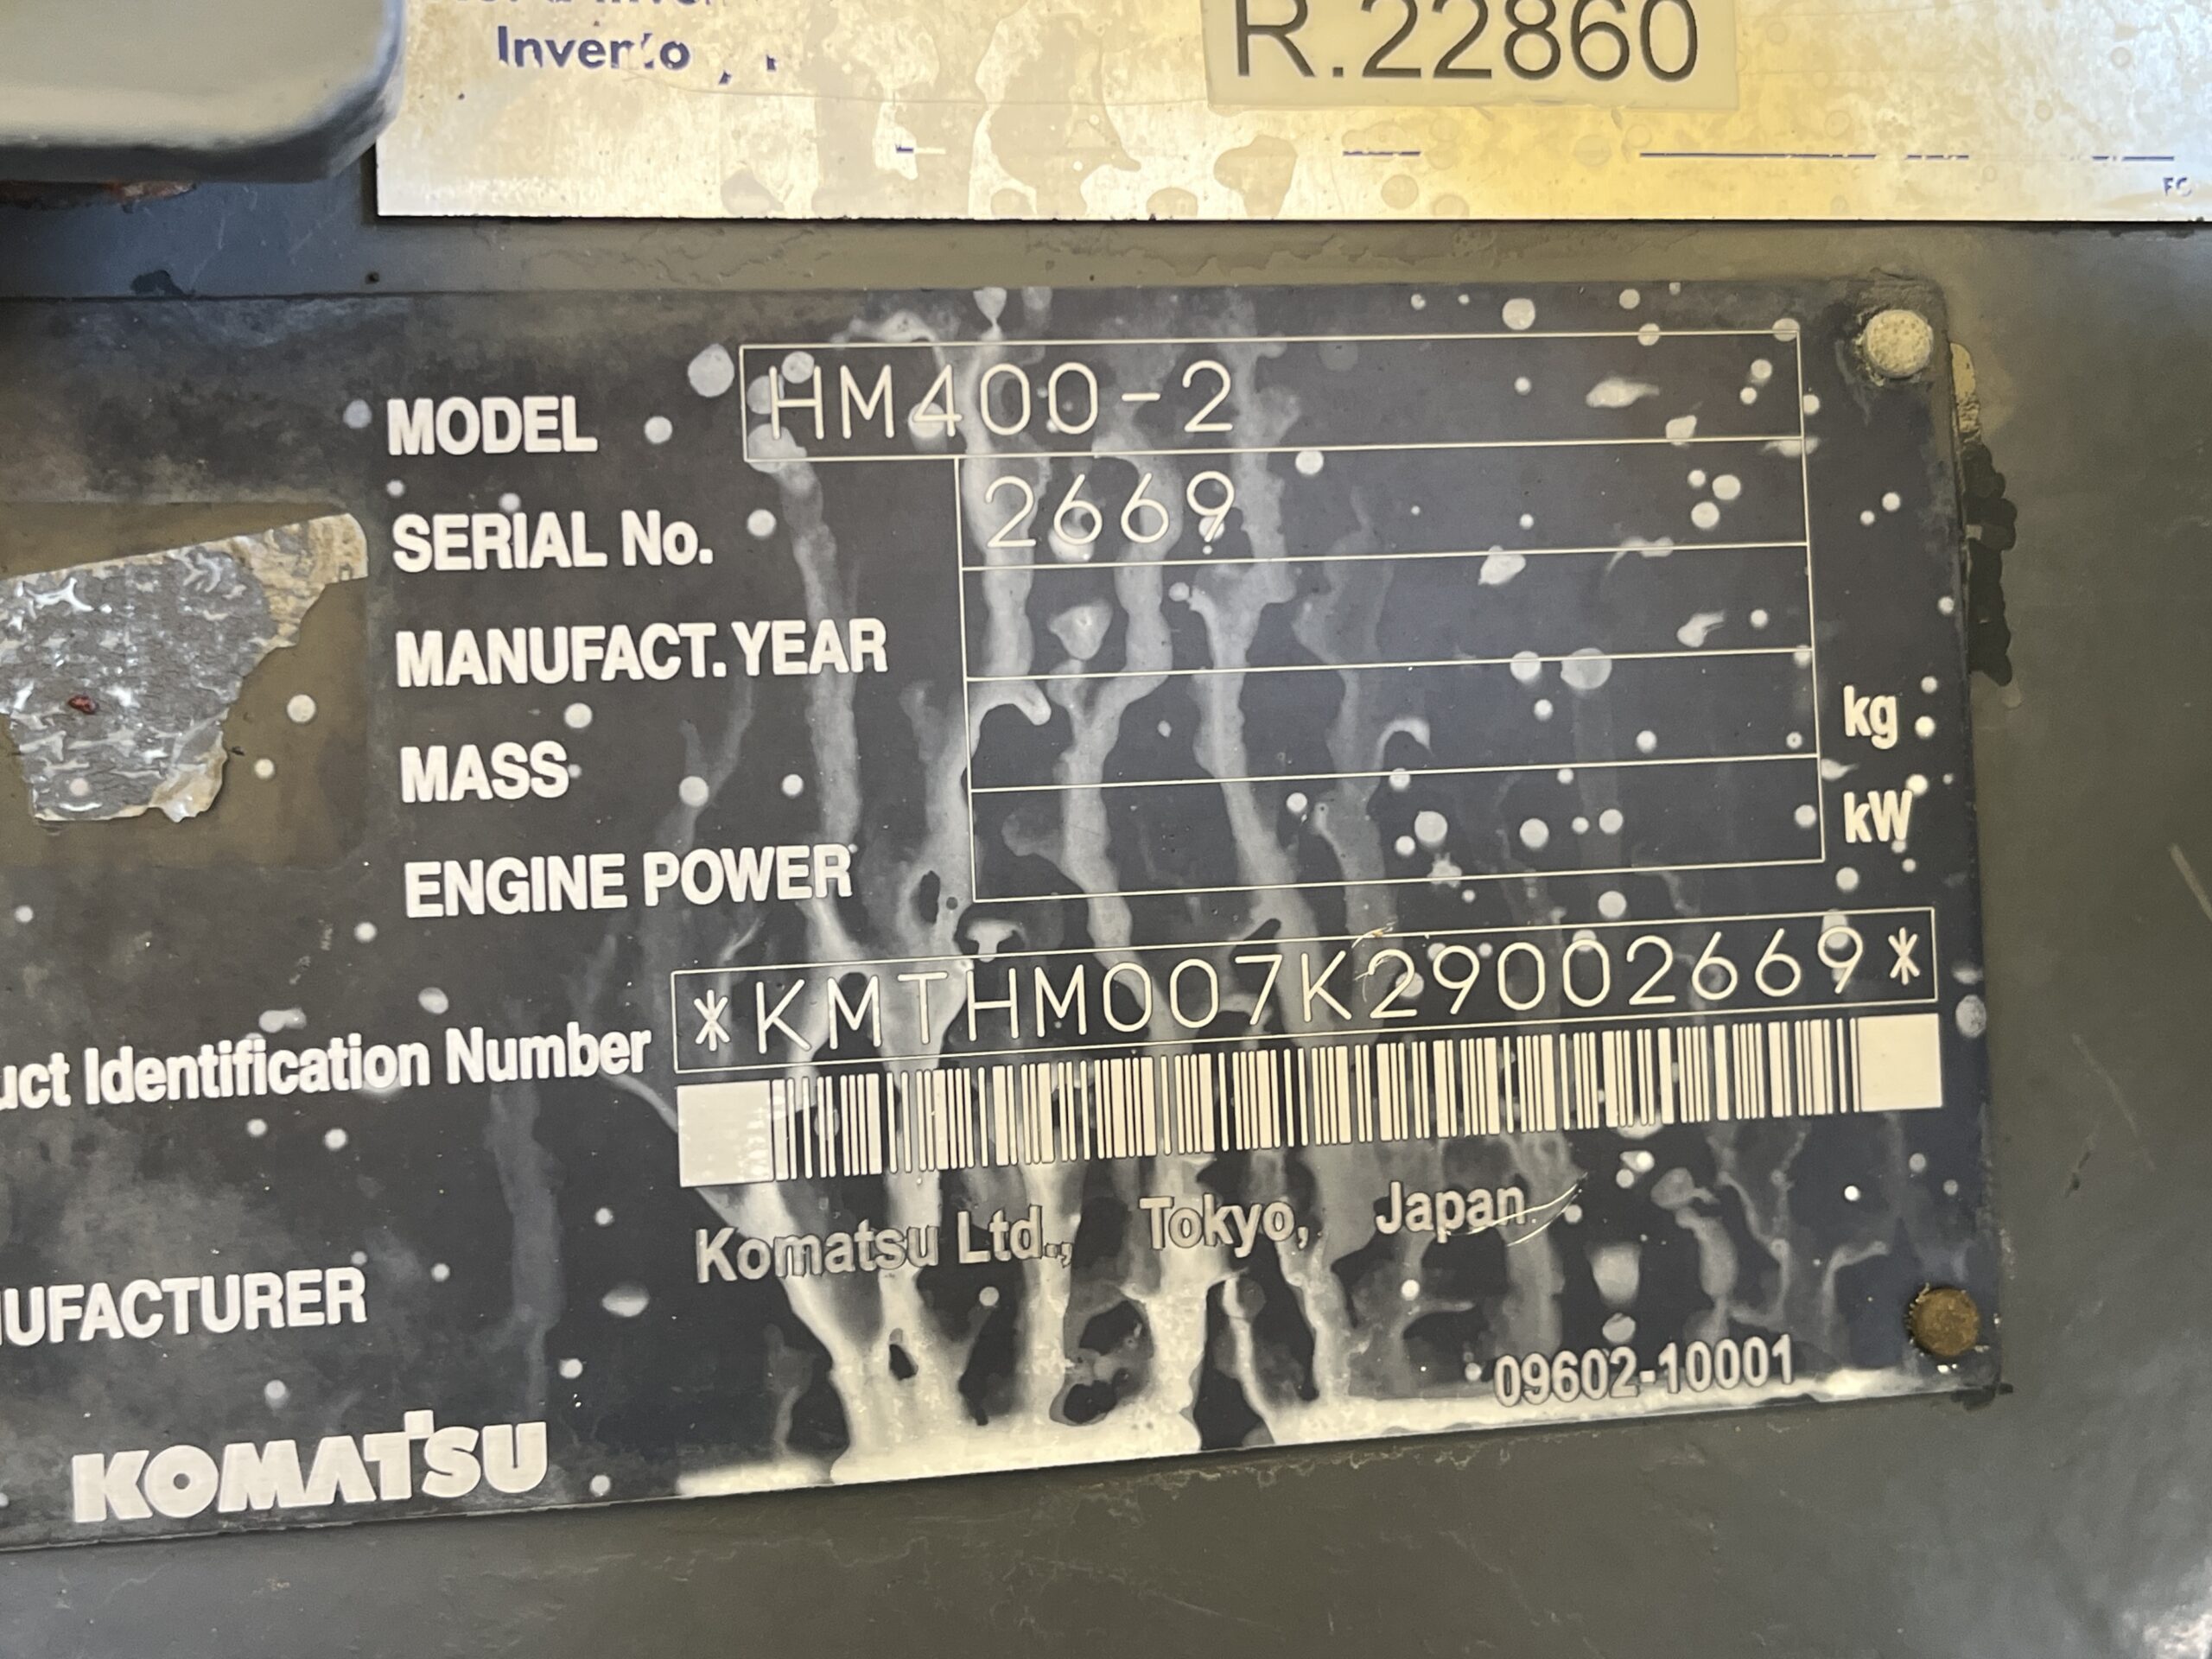 Inver
R.22860
FC
MODEL HM400-2
SERIAL No. 2669
MANUFACT. YEAR
MASS kg
ENGINE POWER kW
uct Identification Number *KMTHM007K29002669*
Komatsu Ltd., Tokyo, Japan
UFACTURER
09602-10001
KOMATSU